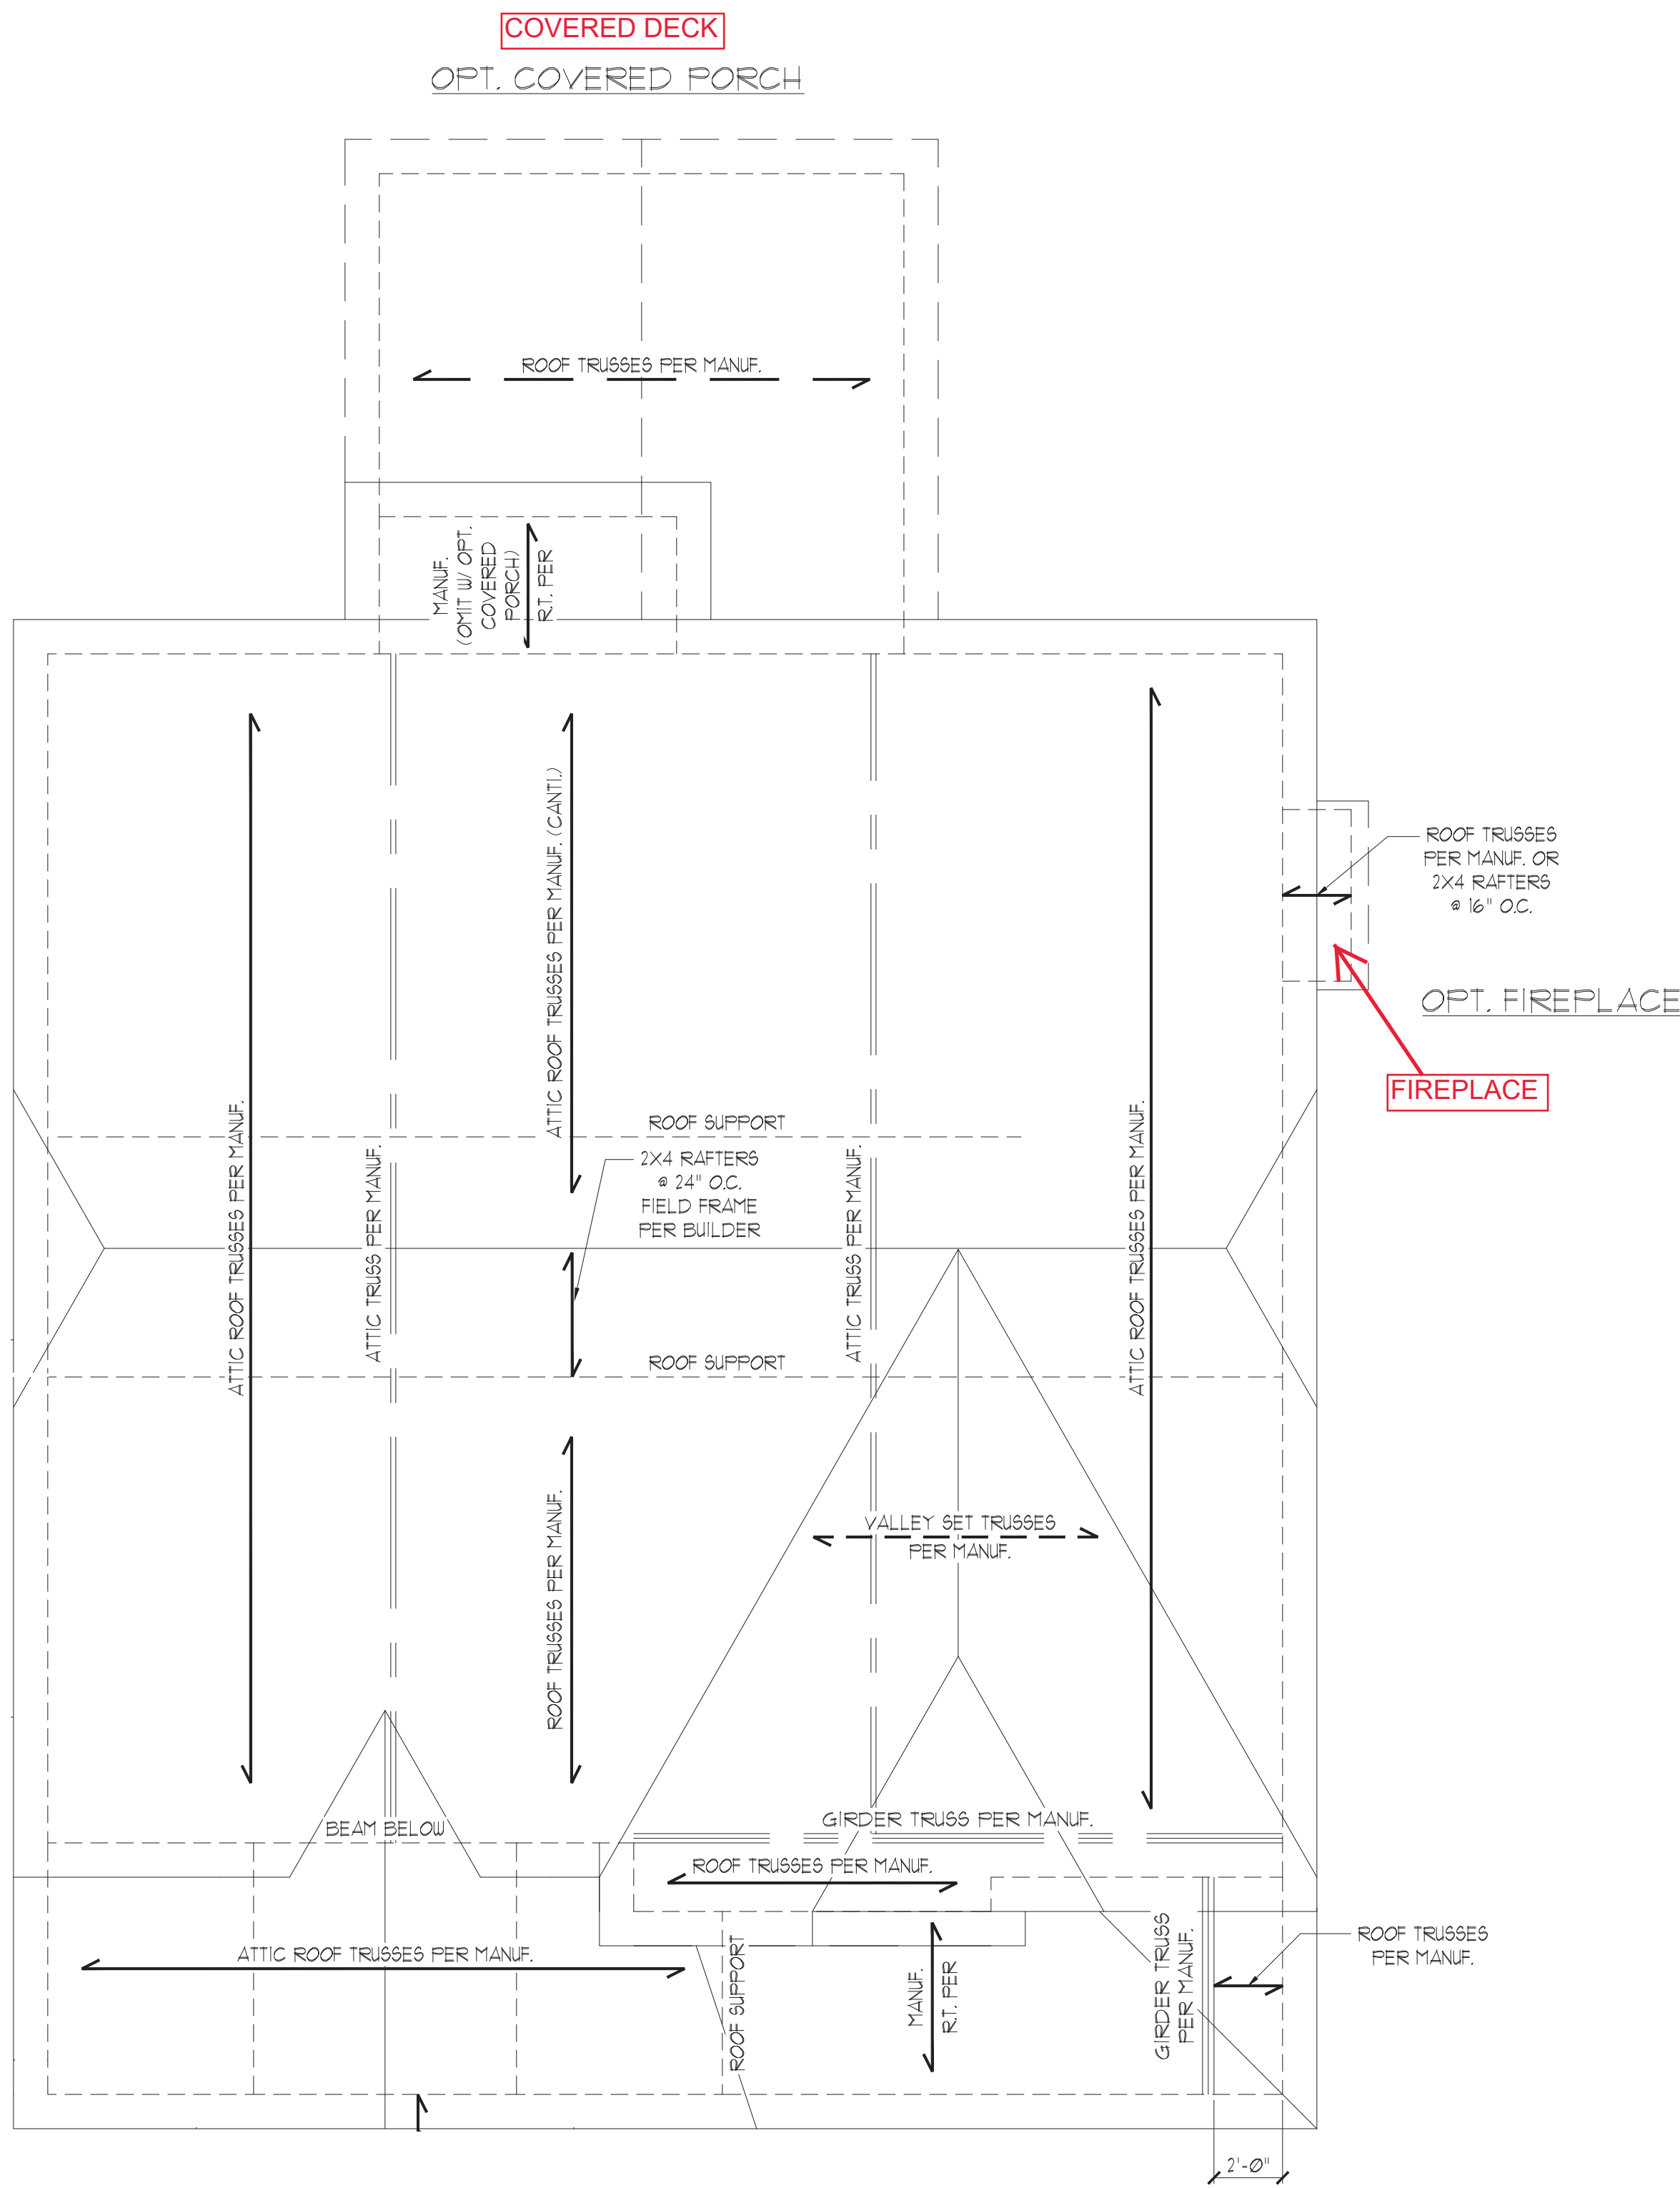 COVERED DECK
OPT. COVERED PORCH
ROOF TRUSSES PER MANUF.
MANUF.
(OMIT W/ OPT.
COVERED
PORCH)
R.T. PER
ATTIC ROOF TRUSSES PER MANUF. (CANTI.)
ROOF TRUSSES
PER MANUF. OR
2X4 RAFTERS
@ 16" O.C.
OPT. FIREPLACE
FIREPLACE
ATTIC ROOF TRUSSES PER MANUF.
ATTIC TRUSS PER MANUF.
ROOF SUPPORT
2X4 RAFTERS
@ 24" O.C.
FIELD FRAME
PER BUILDER
ATTIC TRUSS PER MANUF.
ATTIC ROOF TRUSSES PER MANUF.
ROOF SUPPORT
ROOF TRUSSES PER MANUF.
VALLEY SET TRUSSES
PER MANUF.
BEAM BELOW
GIRDER TRUSS PER MANUF.
ROOF TRUSSES PER MANUF.
ATTIC ROOF TRUSSES PER MANUF.
ROOF SUPPORT
MANUF.
R.T. PER
GIRDER TRUSS
PER MANUF.
ROOF TRUSSES
PER MANUF.
2'-0"